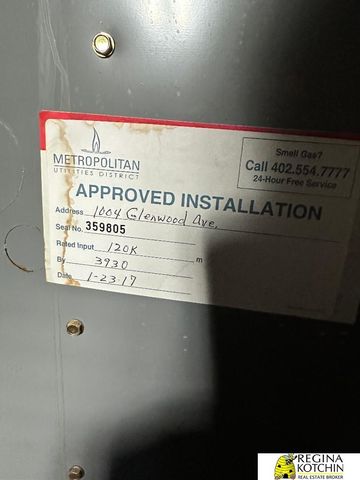 METROPOLITAN
UTILITIES DISTRICT
Smell Gas?
Call 402.554.7777
24-Hour Free Service
APPROVED INSTALLATION
Address 1004 Glenwood Ave.
Seal No. 359805
Rated Input 120K
By 3930 m
Date 1-23-17
REGINA
KOTCHIN
REAL ESTATE BROKER